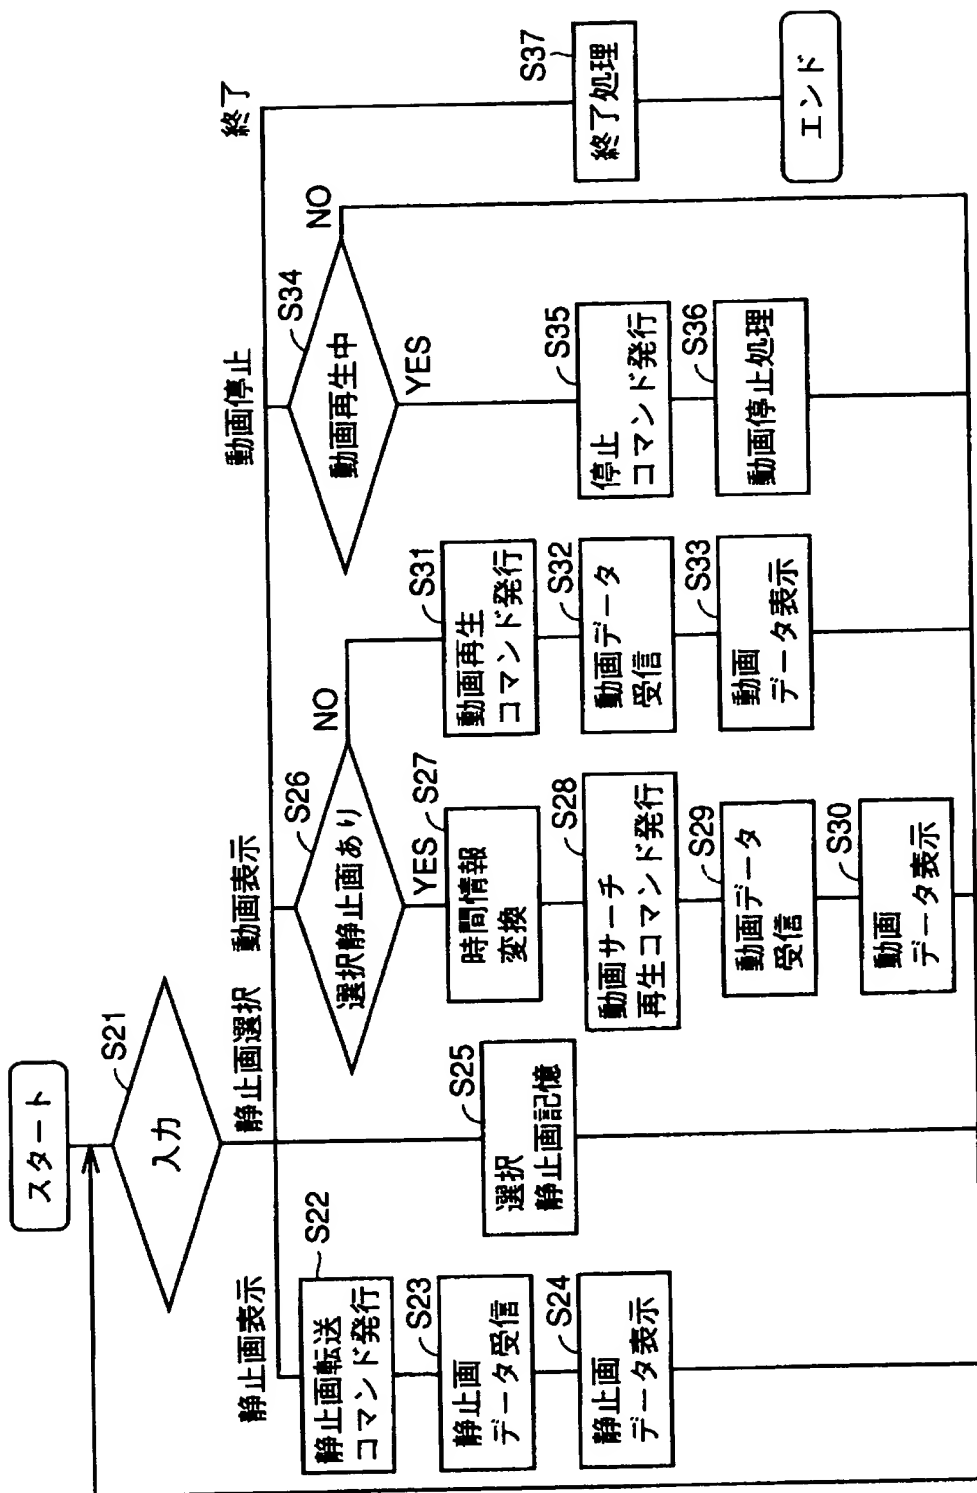 スタート
S21
入力
静止画表示
静止画選択
動画表示
動画停止
終了
S22
静止画転送
コマンド発行
S23
静止画
データ受信
S24
静止画
データ表示
S25
選択
静止画記憶
S26
選択静止画あり
YES
NO
S27
時間情報
変換
S28
動画サーチ
再生コマンド発行
S29
動画データ
受信
S30
動画
データ表示
S31
動画再生
コマンド発行
S32
動画データ
受信
S33
動画
データ表示
S34
動画再生中
YES
NO
S35
停止
コマンド発行
S36
動画停止処理
S37
終了処理
エンド